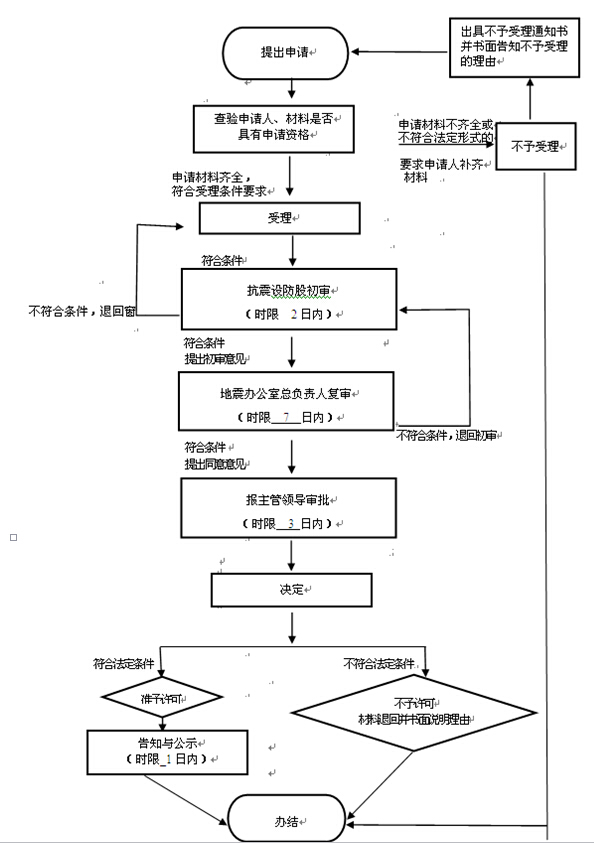 出具不予受理通知书
并书面告知不予受理
的理由
提出申请
查验申请人、材料是否
具有申请资格
申请材料不齐全或
不符合法定形式的
不予受理
要求申请人补齐
材料
申请材料齐全，
符合受理条件要求
受理
符合条件
抗震设防股初审
（时限 2 日内）
不符合条件，退回窗
符合条件
提出初审意见
地震办公室总负责人复审
（时限 7 日内）
不符合条件，退回初审
符合条件
提出同意意见
报主管领导审批
（时限 3 日内）
决定
符合法定条件
不符合法定条件
准予许可
不予许可
材料退回并书面说明理由
告知与公示
（时限 1 日内）
办结